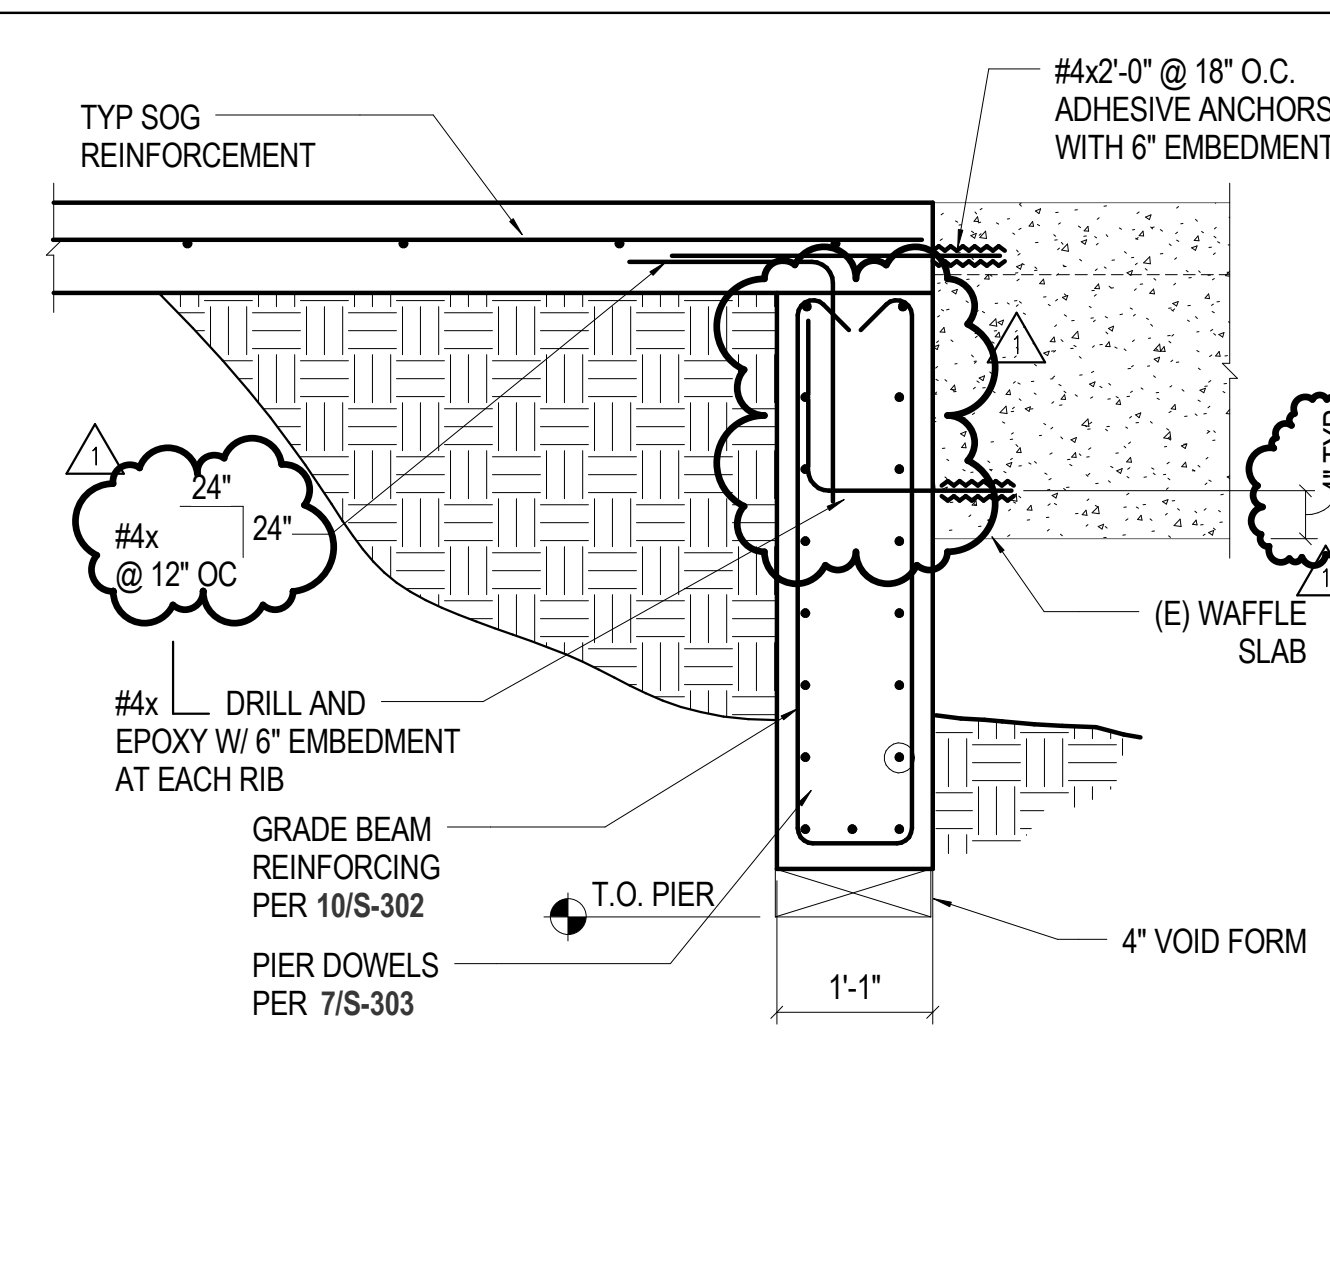 #4x2'-0" @ 18" O.C.
ADHESIVE ANCHORS
WITH 6" EMBEDMENT
TYP SOG
REINFORCEMENT
1
1
24"
24"
#4x
@ 12" OC
4" TYP
1
(E) WAFFLE
SLAB
#4x DRILL AND
EPOXY W/ 6" EMBEDMENT
AT EACH RIB
GRADE BEAM
REINFORCING
PER 10/S-302
T.O. PIER
PIER DOWELS
PER 7/S-303
4" VOID FORM
1'-1"